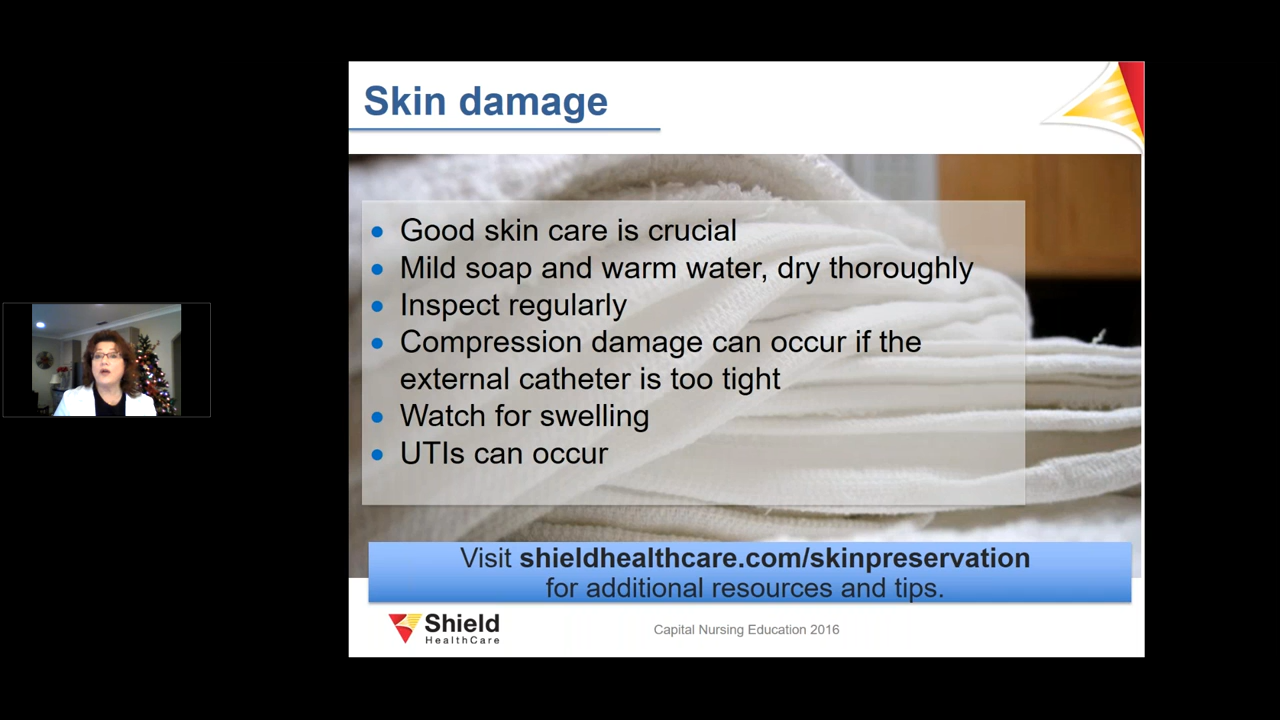 Skin damage
Good skin care is crucial
Mild soap and warm water, dry thoroughly
Inspect regularly
Compression damage can occur if the
external catheter is too tight
Watch for swelling
UTIs can occur
Visit shieldhealthcare.com/skinpreservation
for additional resources and tips.
Shield
HealthCare
Capital Nursing Education 2016